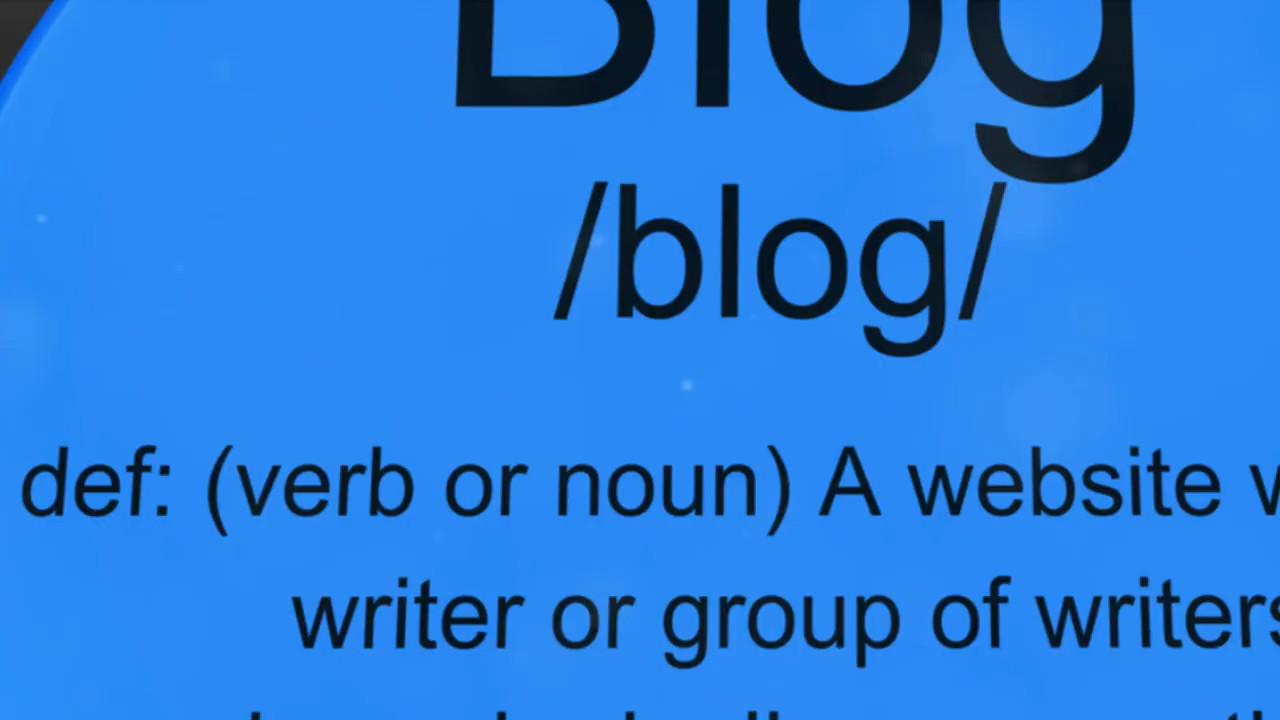 Blog
/blog/
def: (verb or noun) A website
writer or group of writers